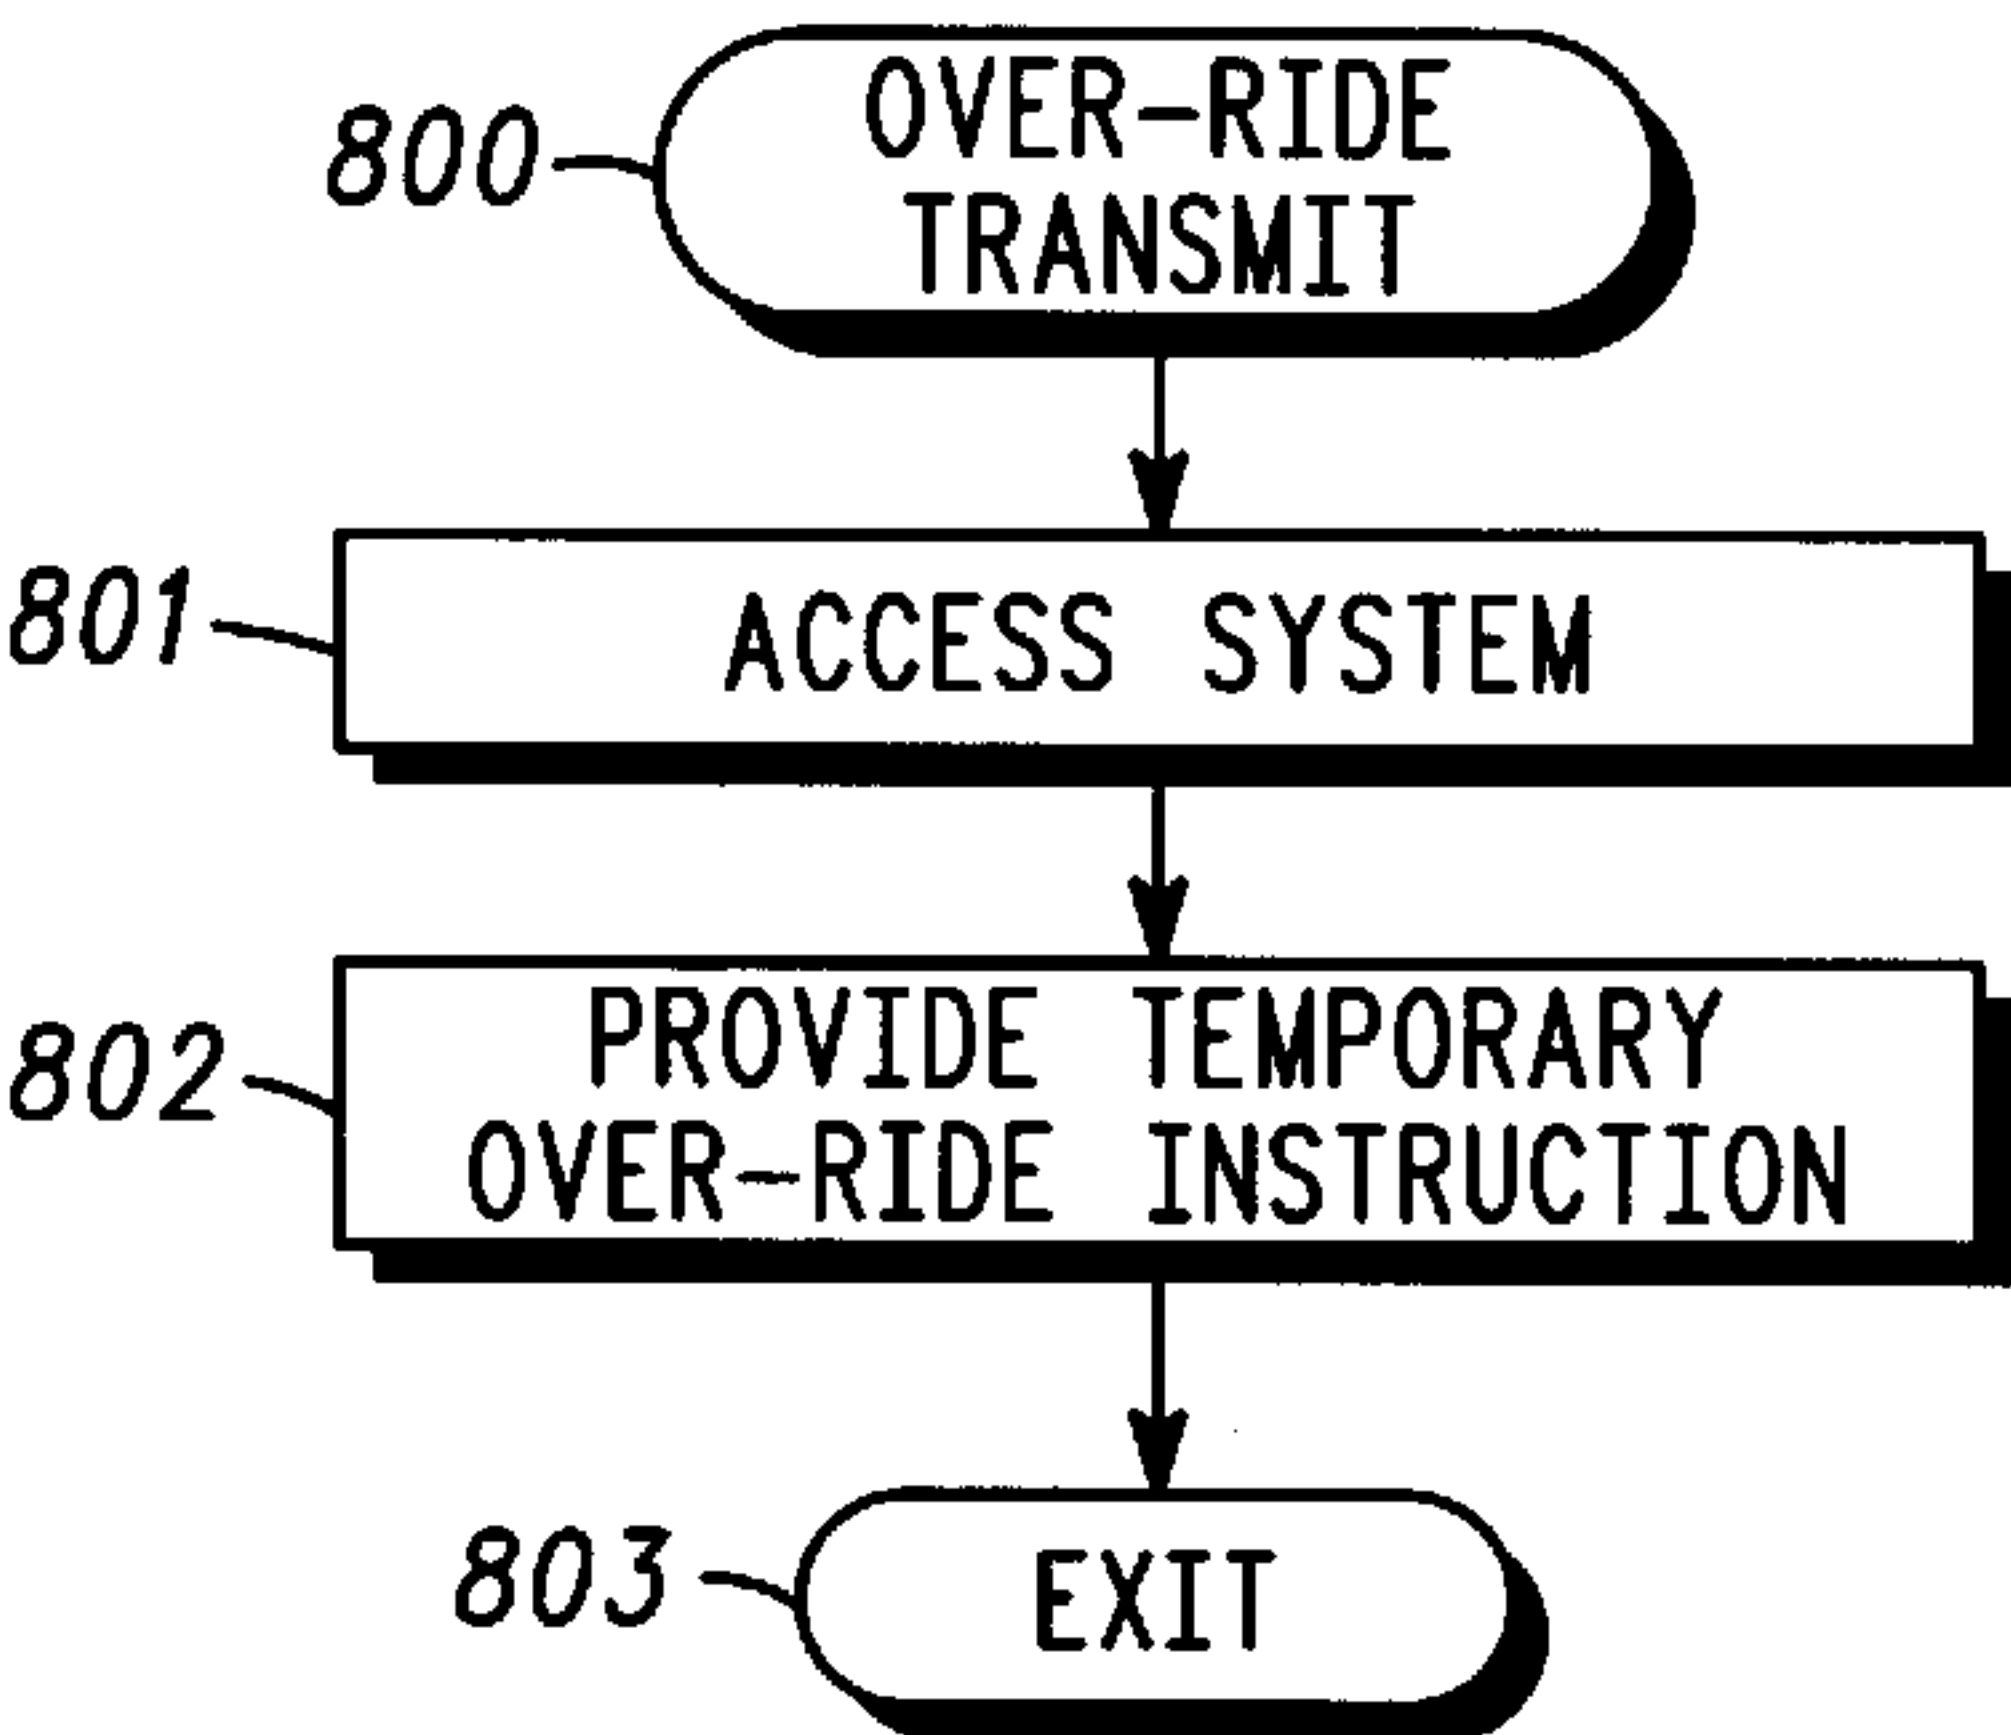 800
OVER-RIDE
TRANSMIT
801
ACCESS SYSTEM
802
PROVIDE TEMPORARY
OVER-RIDE INSTRUCTION
803
EXIT